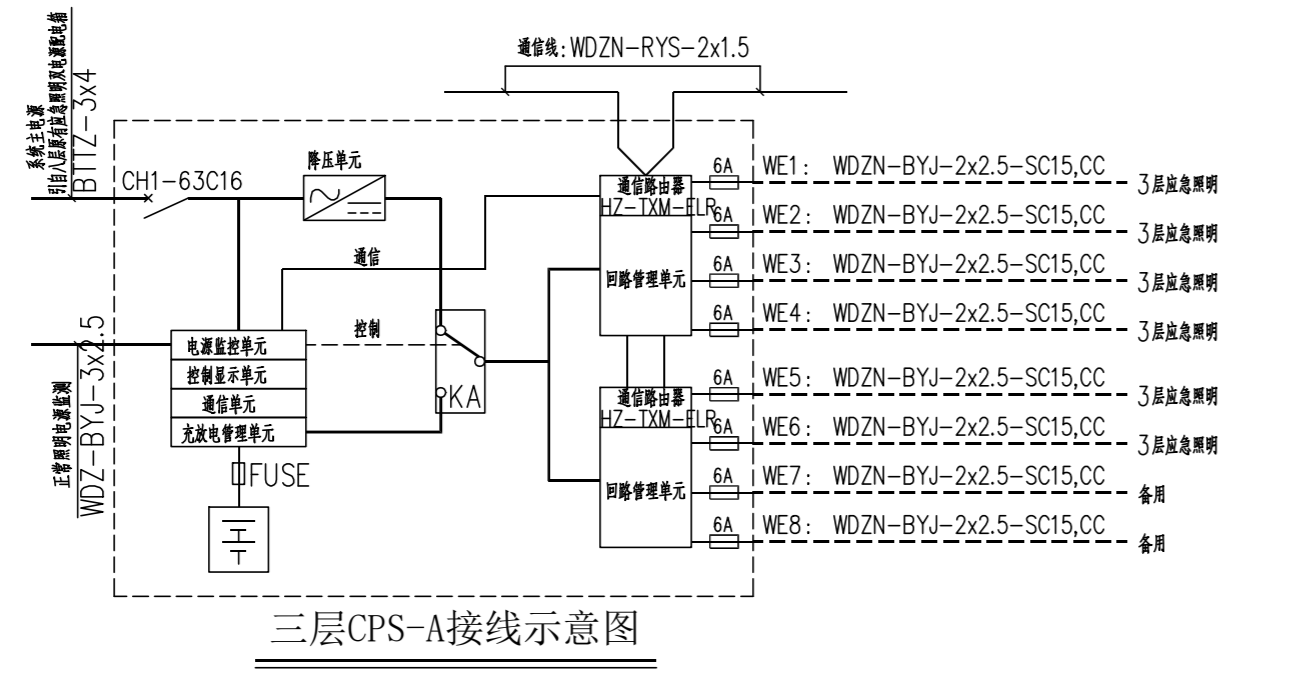 通信线:WDZN-RYS-2x1.5
系统主电源
引自八层原有应急照明双电源配电箱
BTTZ-3x4
CH1-63C16
降压单元
通信
控制
正常照明电源监测
WDZ-BYJ-3x2.5
电源监控单元
控制显示单元
通信单元
充放电管理单元
FUSE
KA
通信路由器
HZ-TXM-ELR
回路管理单元
通信路由器
HZ-TXM-ELR
回路管理单元
6A WE1: WDZN-BYJ-2x2.5-SC15,CC 3层应急照明
6A WE2: WDZN-BYJ-2x2.5-SC15,CC 3层应急照明
6A WE3: WDZN-BYJ-2x2.5-SC15,CC 3层应急照明
6A WE4: WDZN-BYJ-2x2.5-SC15,CC 3层应急照明
6A WE5: WDZN-BYJ-2x2.5-SC15,CC 3层应急照明
6A WE6: WDZN-BYJ-2x2.5-SC15,CC 3层应急照明
6A WE7: WDZN-BYJ-2x2.5-SC15,CC 备用
6A WE8: WDZN-BYJ-2x2.5-SC15,CC 备用
三层CPS-A接线示意图